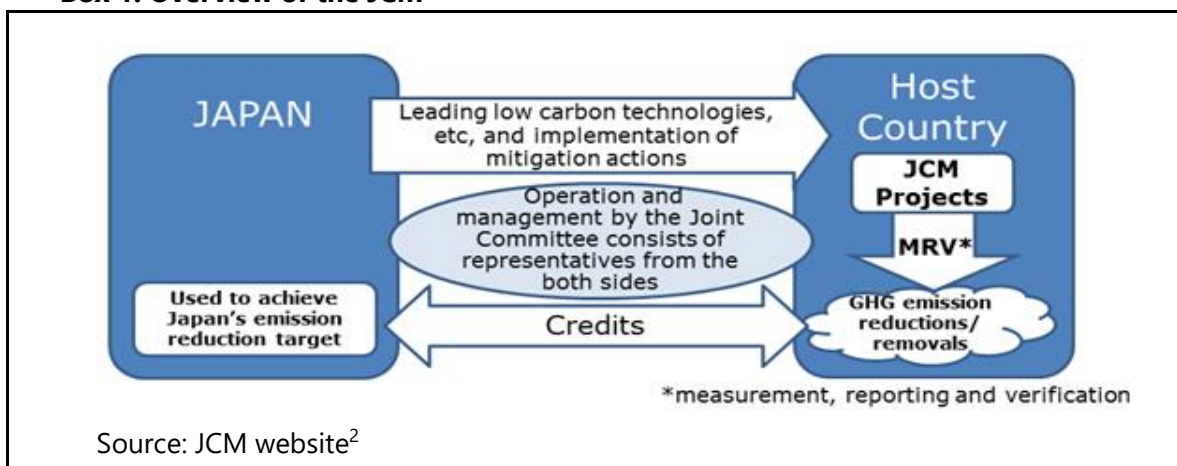 Box Overview of the JCM
JAPAN
Leading low carbon technologies,
etc, and implementation of
mitigation actions
Host
Country
JCM
Projects
Operation and
management by the Joint
Committee consists of
representatives from the
both sides
MRV*
Used to achieve
Japan's emission
reduction target
Credits
GHG emission
reductions/
removals
*measurement, reporting and verification
Source: JCM website2